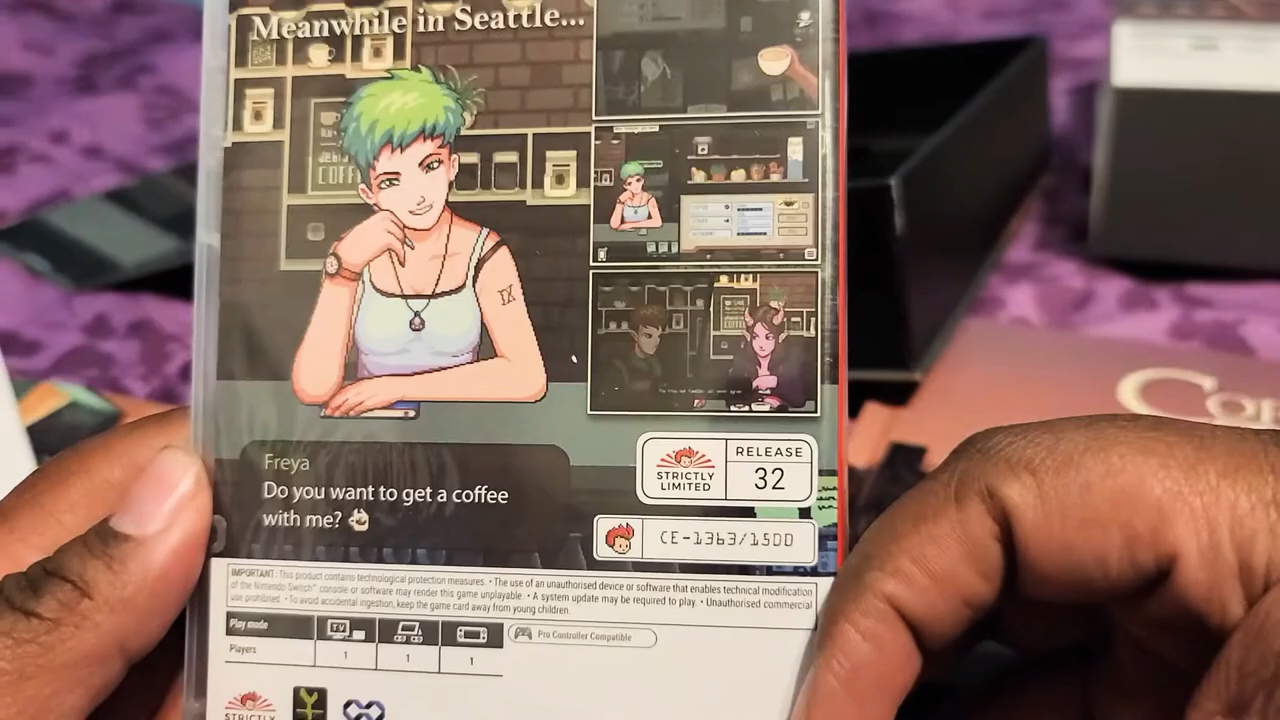 Meanwhile in Seattle...
Freya
Do you want to get a coffee
with me?
STRICTLY
LIMITED
RELEASE
32
CE-1363/1500
IMPORTANT: This product contains technological protection measures. • The use of an unauthorised device or software that enables technical modification
of the Nintendo Switch™ console or software may render this game unplayable. • A system update may be required to play. • Unauthorised commercial
use prohibited. • To avoid accidental ingestion, keep the game card away from young children.
Play mode
TV
Pro Controller Compatible
Players
1
1
1
STRICTLY